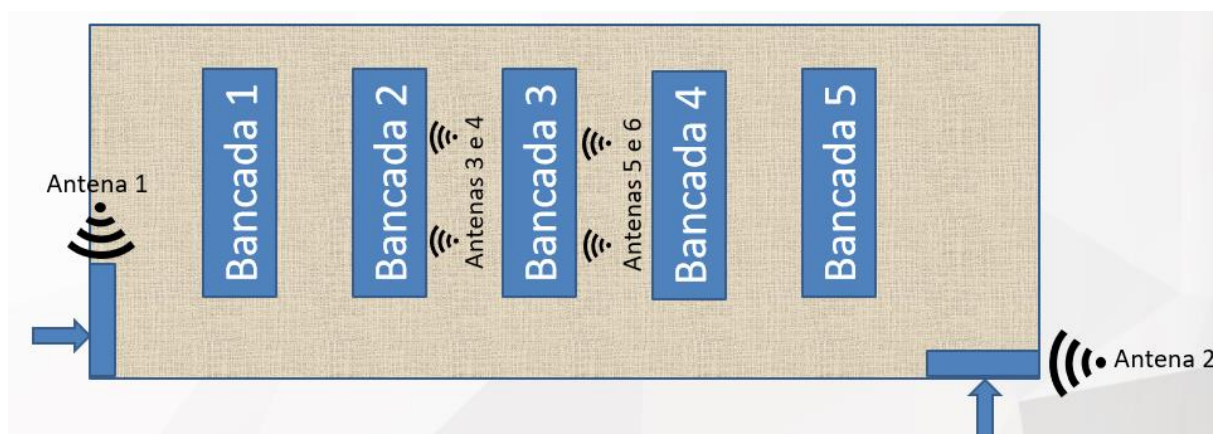 Antena 1
Bancada 1
Bancada 2
Antenas 3 e 4
Bancada 3
Antenas 5 e 6
Bancada 4
Bancada 5
Antena 2